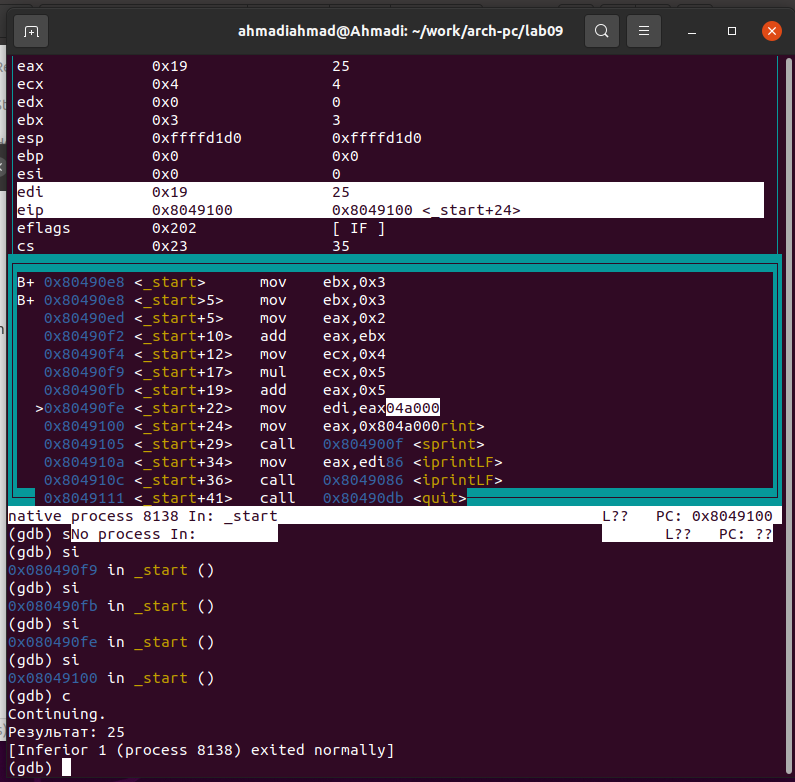 ahmadiahmad@Ahmadi: ~/work/arch-pc/lab09
eax 0x19 25
ecx 0x4 4
edx 0x0 0
ebx 0x3 3
esp 0xffffd1d0 0xffffd1d0
ebp 0x0 0x0
esi 0x0 0
edi 0x19 25
eip 0x8049100 0x8049100 <_start+24>
eflags 0x202 [ IF ]
cs 0x23 35
B+ 0x80490e8 <_start> mov ebx,0x3
B+ 0x80490e8 <_start>5> mov ebx,0x3
0x80490ed <_start+5> mov eax,0x2
0x80490f2 <_start+10> add eax,ebx
0x80490f4 <_start+12> mov ecx,0x4
0x80490f9 <_start+17> mul ecx,0x5
0x80490fb <_start+19> add eax,0x5
>0x80490fe <_start+22> mov edi,eax04a000
0x8049100 <_start+24> mov eax,0x804a000rint>
0x8049105 <_start+29> call 0x804900f <sprint>
0x804910a <_start+34> mov eax,edi86 <iprintLF>
0x804910c <_start+36> call 0x8049086 <iprintLF>
0x8049111 <_start+41> call 0x80490db <quit>
native process 8138 In: _start L?? PC: 0x8049100
(gdb) sNo process In: L?? PC: ??
(gdb) si
0x080490f9 in _start ()
(gdb) si
0x080490fb in _start ()
(gdb) si
0x080490fe in _start ()
(gdb) si
0x08049100 in _start ()
(gdb) c
Continuing.
Результат: 25
[Inferior 1 (process 8138) exited normally]
(gdb)